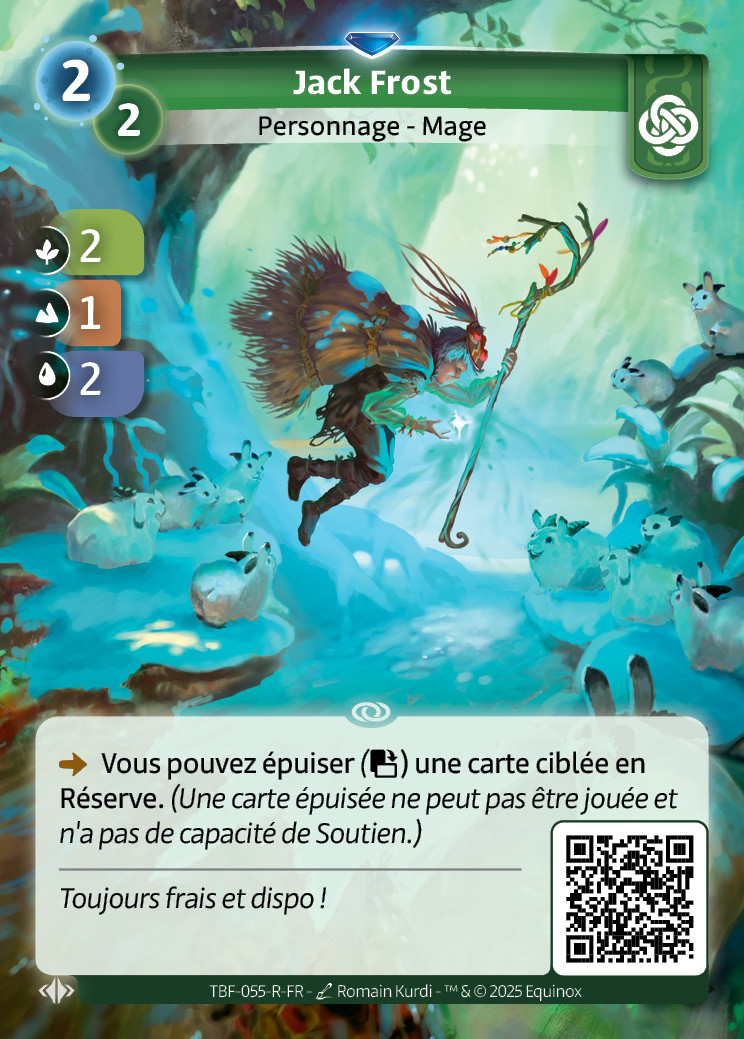 2
Jack Frost
2
Personnage - Mage
2
1
2
Vous pouvez épuiser () une carte ciblée en
Réserve. (Une carte épuisée ne peut pas être jouée et
n'a pas de capacité de Soutien.)
Toujours frais et dispo !
TBF-055-R-FR - Romain Kurdi - ™ & © 2025 Equinox